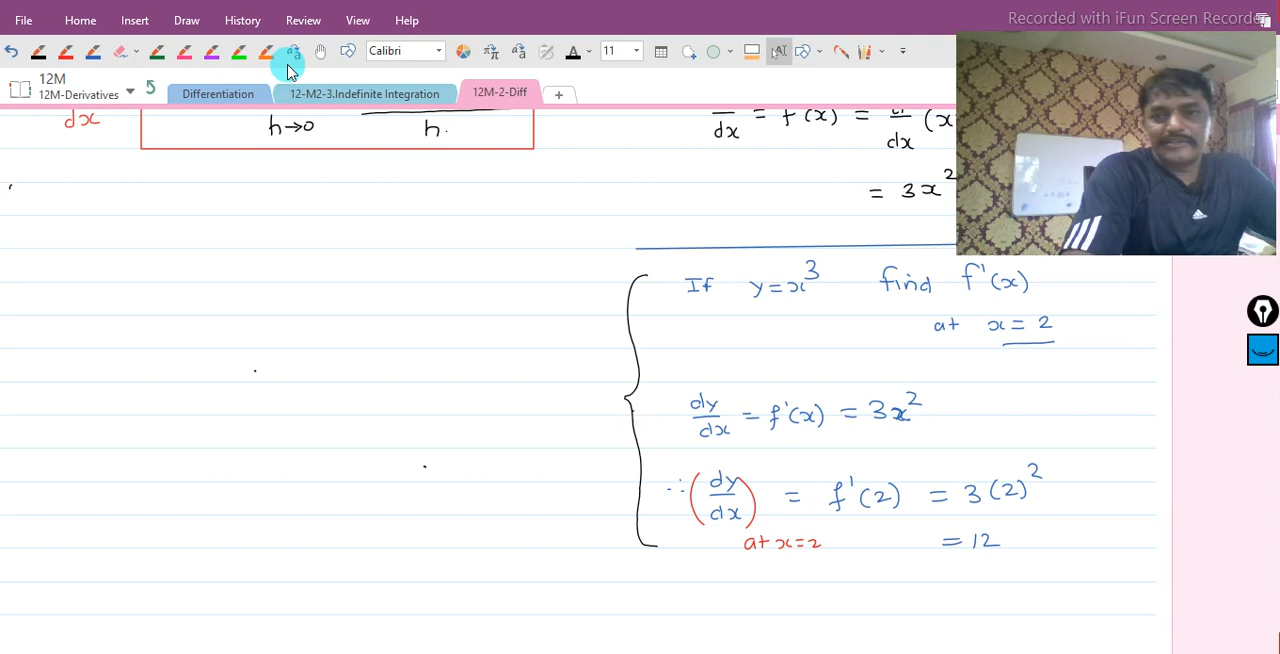 Recorded with iFun Screen Recorder
File Home Insert Draw History Review View Help
Calibri 11
12M
12M-Derivatives
Differentiation 12-M2-3.Indefinite Integration 12M-2-Diff +
dx h→0 h.
dx = f'(x) = d/dx (x
= 3x²
If y=x³ find f'(x)
at x = 2
dy/dx = f'(x) = 3x²
∴ (dy/dx) = f'(2) = 3(2)²
at x=2 = 12